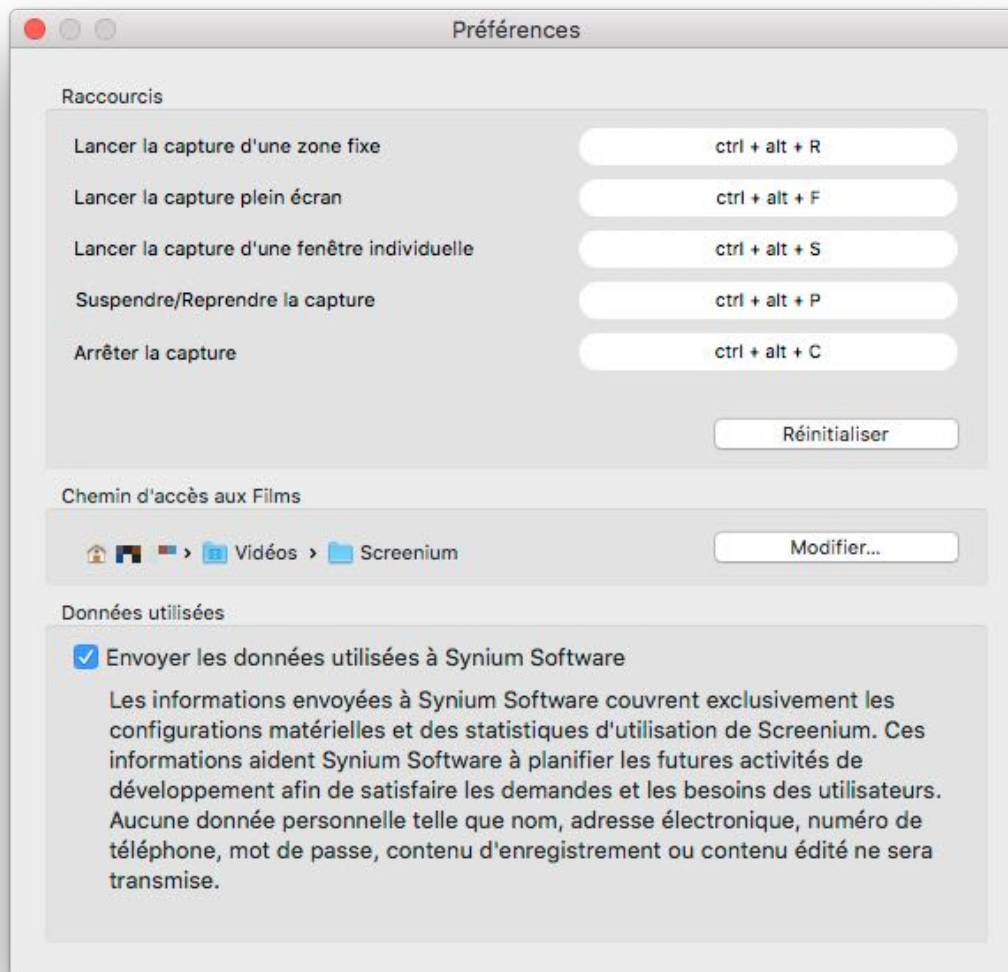 Préférences
Raccourcis
Lancer la capture d'une zone fixe ctrl + alt + R
Lancer la capture plein écran ctrl + alt + F
Lancer la capture d'une fenêtre individuelle ctrl + alt + S
Suspendre/Reprendre la capture ctrl + alt + P
Arrêter la capture ctrl + alt + C
Réinitialiser
Chemin d'accès aux Films
› Vidéos › Screenium Modifier...
Données utilisées
Envoyer les données utilisées à Synium Software
Les informations envoyées à Synium Software couvrent exclusivement les
configurations matérielles et des statistiques d'utilisation de Screenium. Ces
informations aident Synium Software à planifier les futures activités de
développement afin de satisfaire les demandes et les besoins des utilisateurs.
Aucune donnée personnelle telle que nom, adresse électronique, numéro de
téléphone, mot de passe, contenu d'enregistrement ou contenu édité ne sera
transmise.